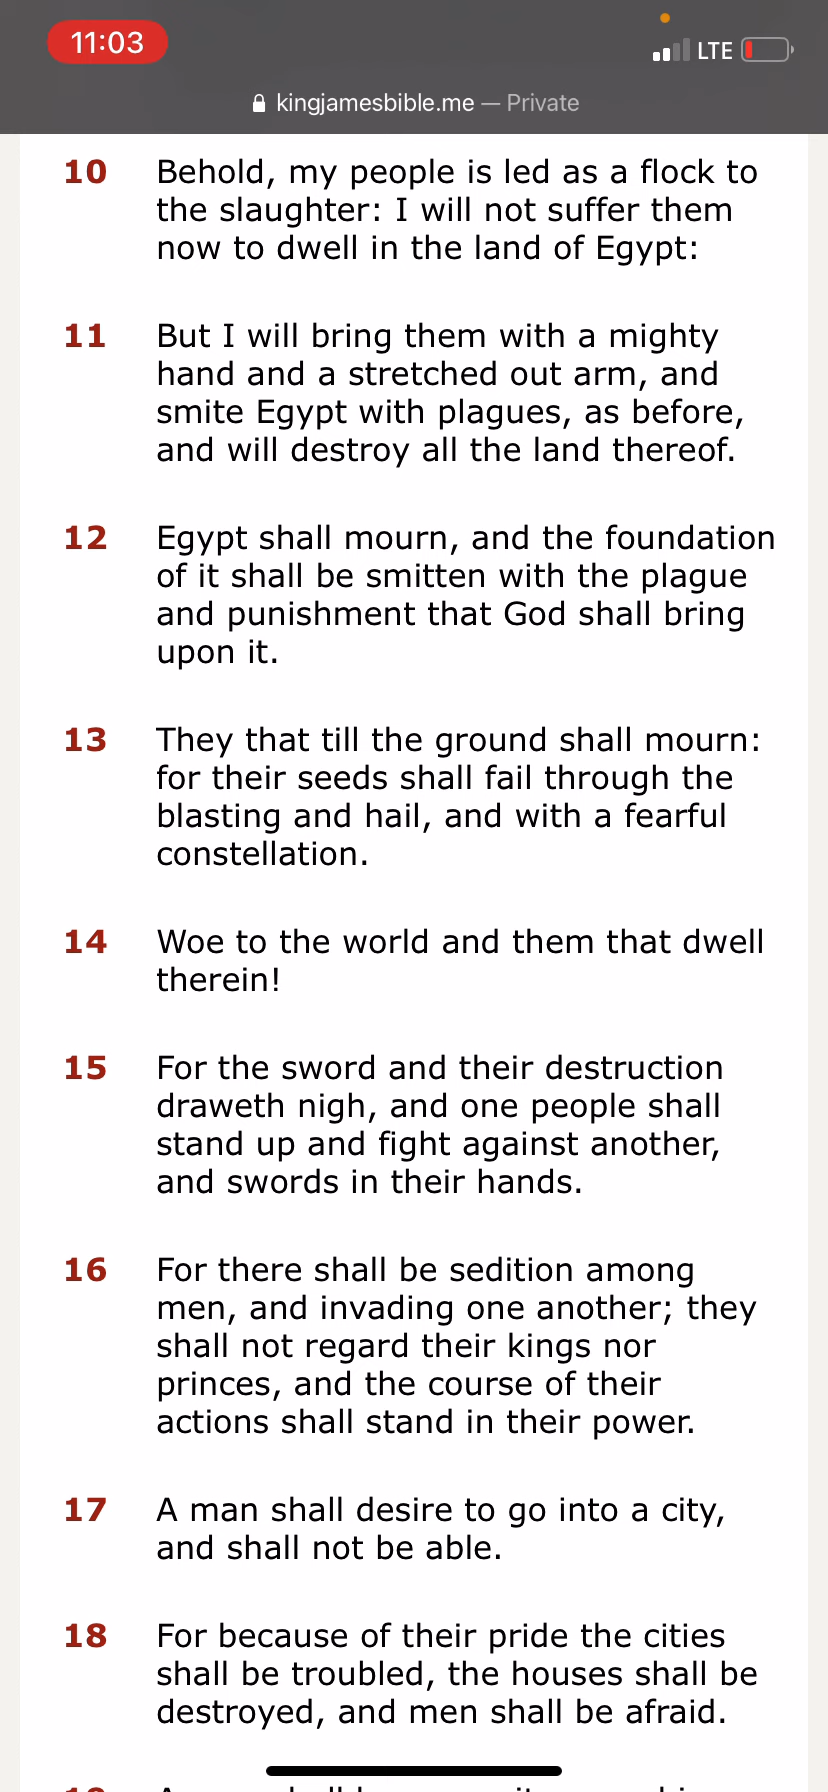 11:03
LTE
kingjamesbible.me — Private
10 Behold, my people is led as a flock to
the slaughter: I will not suffer them
now to dwell in the land of Egypt:
11 But I will bring them with a mighty
hand and a stretched out arm, and
smite Egypt with plagues, as before,
and will destroy all the land thereof.
12 Egypt shall mourn, and the foundation
of it shall be smitten with the plague
and punishment that God shall bring
upon it.
13 They that till the ground shall mourn:
for their seeds shall fail through the
blasting and hail, and with a fearful
constellation.
14 Woe to the world and them that dwell
therein!
15 For the sword and their destruction
draweth nigh, and one people shall
stand up and fight against another,
and swords in their hands.
16 For there shall be sedition among
men, and invading one another; they
shall not regard their kings nor
princes, and the course of their
actions shall stand in their power.
17 A man shall desire to go into a city,
and shall not be able.
18 For because of their pride the cities
shall be troubled, the houses shall be
destroyed, and men shall be afraid.